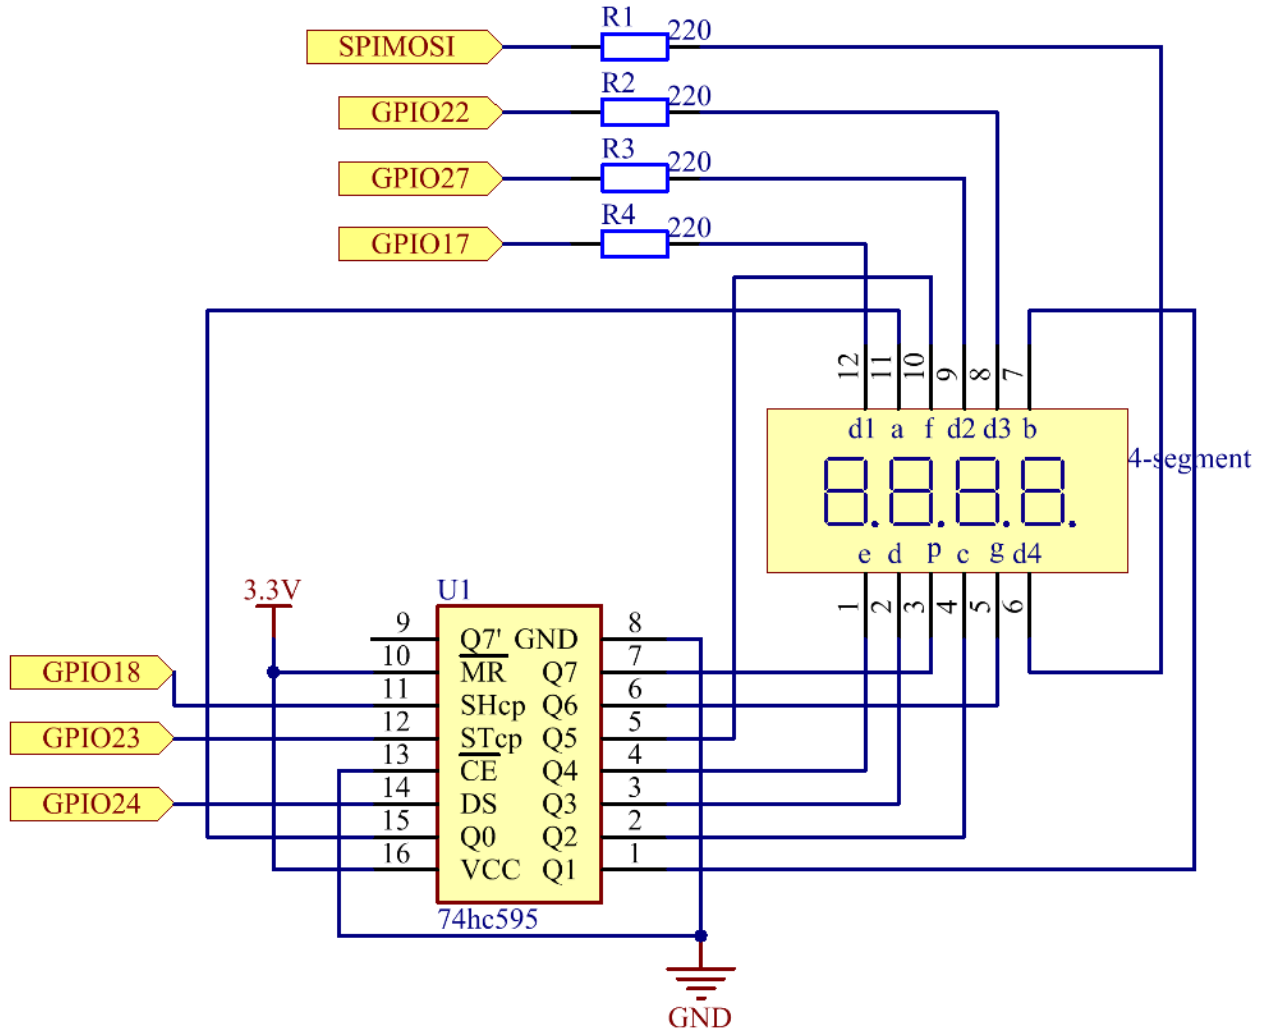 R1
SPIMOSI
220
R2
GPIO22
220
R3
GPIO27
220
R4
GPIO17
220
12 11 10 9 8 7
d1 a f d2 d3 b
4-segment
e d p c g d4
1 2 3 4 5 6
3.3V
U1
9 Q7' GND 8
GPIO18
10 MR Q7 7
11 SHcp Q6 6
GPIO23
12 STcp Q5 5
13 CE Q4 4
GPIO24
14 DS Q3 3
15 Q0 Q2 2
16 VCC Q1 1
74hc595
GND